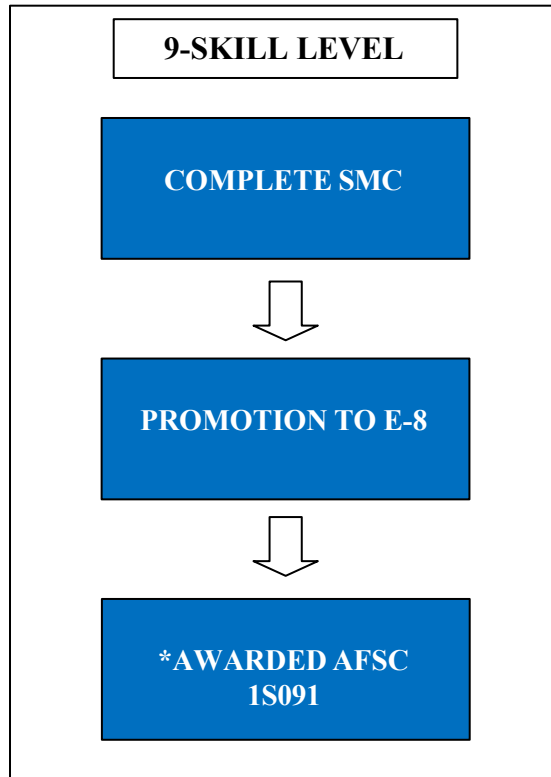 9-SKILL LEVEL
COMPLETE SMC
PROMOTION TO E-8
*AWARDED AFSC
1S091